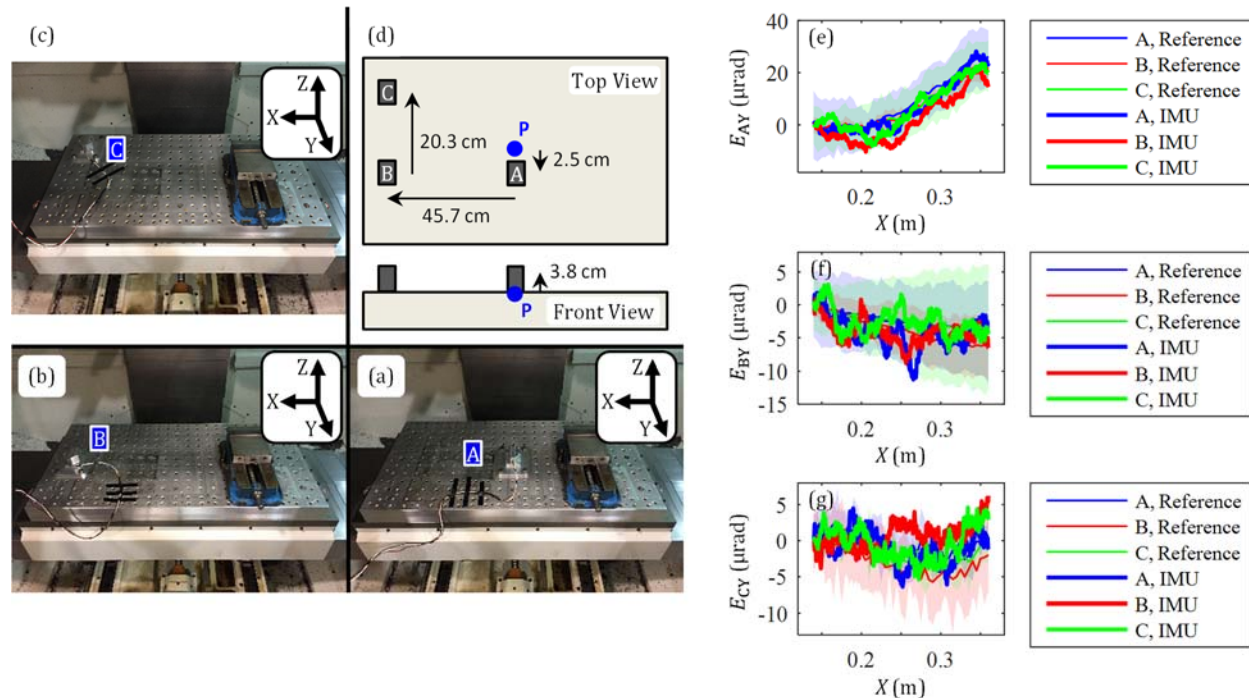 (c)
Z
X
Y
C
(d)
Top View
C
20.3 cm
P
2.5 cm
B
A
45.7 cm
3.8 cm
P
Front View
(b)
Z
X
Y
B
(a)
Z
X
Y
A
(e)
40
20
0
E_AY (μrad)
0.2
0.3
X (m)
A, Reference
B, Reference
C, Reference
A, IMU
B, IMU
C, IMU
(f)
5
0
-5
-10
-15
E_BY (μrad)
0.2
0.3
X (m)
A, Reference
B, Reference
C, Reference
A, IMU
B, IMU
C, IMU
(g)
5
0
-5
-10
E_CY (μrad)
0.2
0.3
X (m)
A, Reference
B, Reference
C, Reference
A, IMU
B, IMU
C, IMU